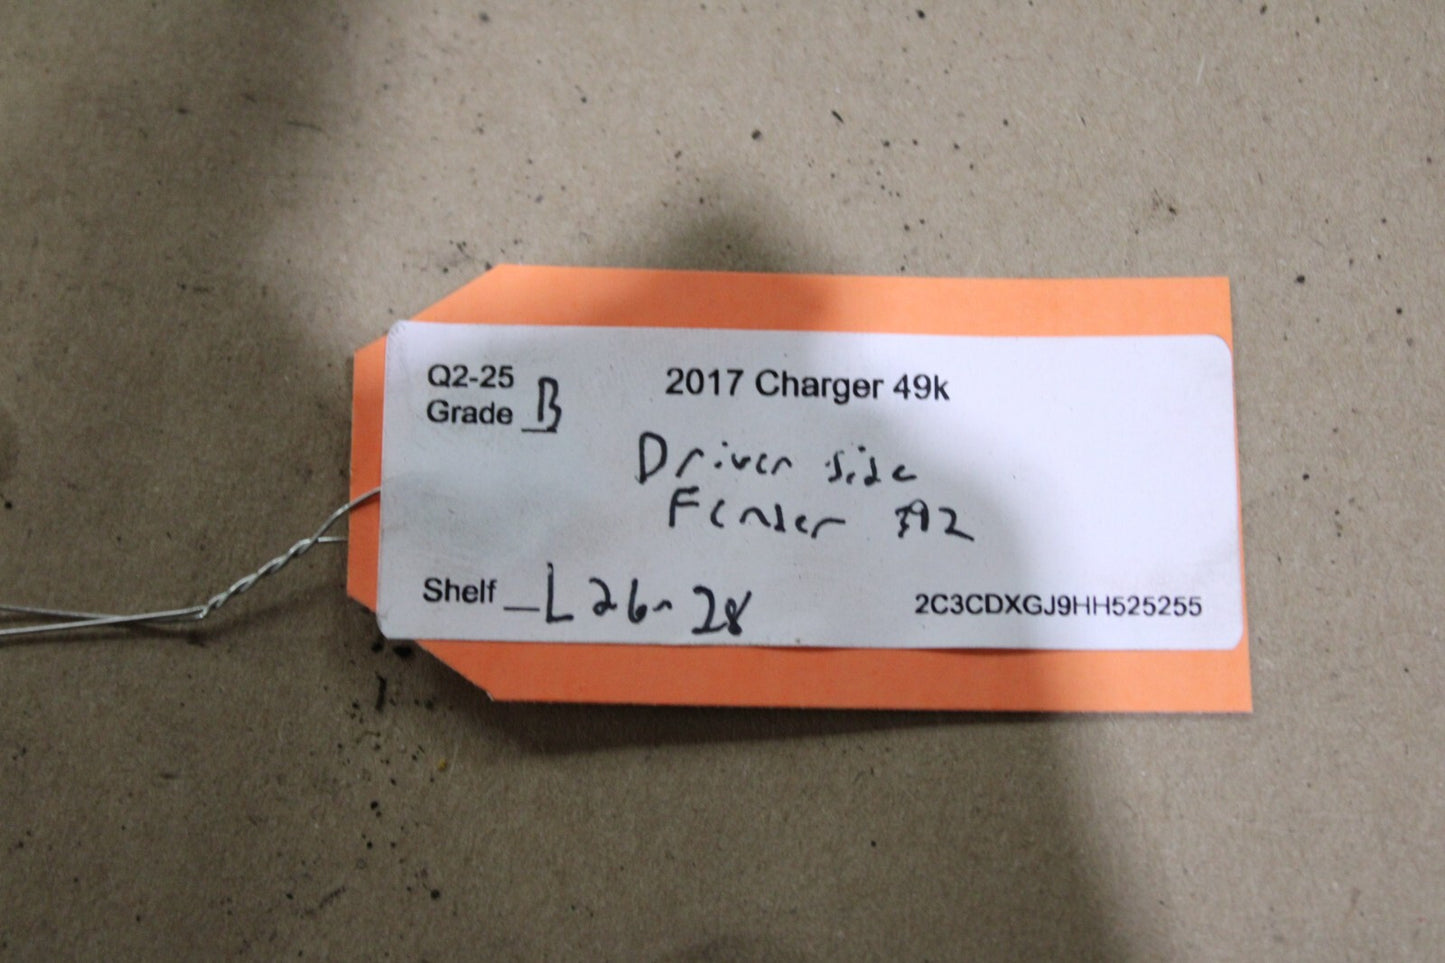 Q2-25
Grade B
2017 Charger 49k
Driver side
Fender
Shelf L26-28
2C3CDXGJ9HH525255